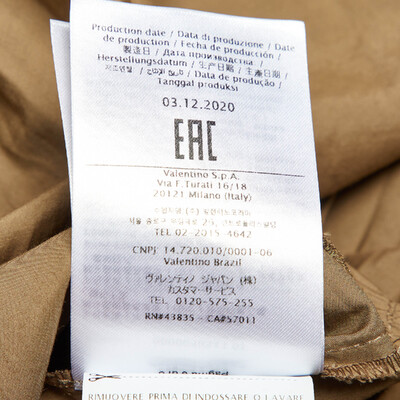 Production date / Data di produzione / Date
de production / Fecha de producción /
製造日 / Дата производства /
Herstellungsdatum / 生产日期 / 生產日期 /
/ Data de produção /
Tanggal produksi
03.12.2020
EAC
Valentino S.p.A.
Via F. Turati 16/18
20121 Milano (Italy)
TEL 02-2015-4642
CNPJ 14.720.010/0001-06
Valentino Brazil
ヴァレンティノ ジャパン (株)
カスタマーサービス
TEL 0120-575-255
RN#43835 - CA#57011
RIMUOVERE PRIMA DI INDOSSARE O LAVARE